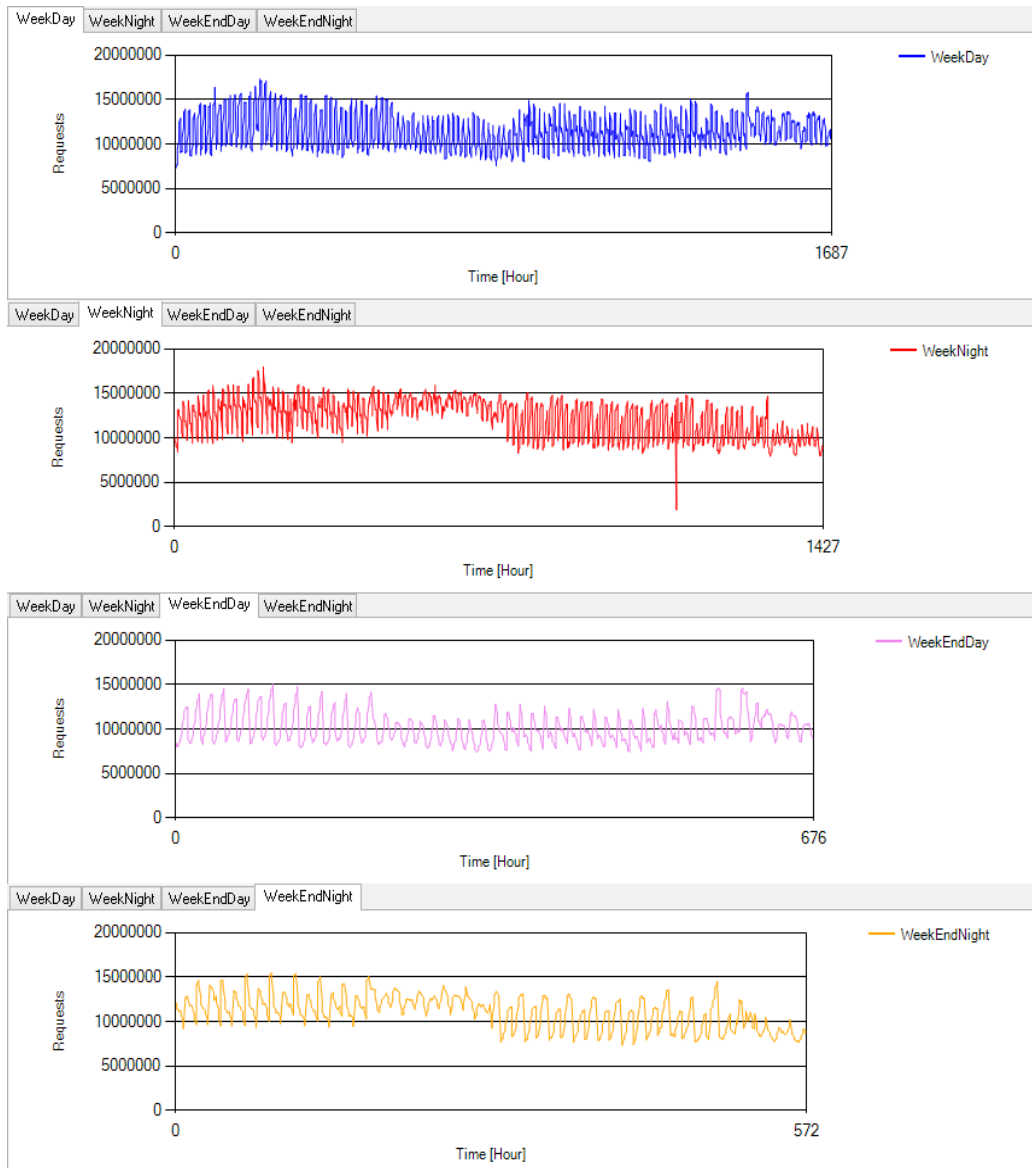 WeekDay WeekNight WeekEndDay WeekEndNight
20000000
WeekDay
15000000
10000000
Requests
5000000
0
0 1687
Time [Hour]
WeekDay WeekNight WeekEndDay WeekEndNight
20000000
WeekNight
15000000
10000000
Requests
5000000
0
0 1427
Time [Hour]
WeekDay WeekNight WeekEndDay WeekEndNight
20000000
WeekEndDay
15000000
10000000
Requests
5000000
0
0 676
Time [Hour]
WeekDay WeekNight WeekEndDay WeekEndNight
20000000
WeekEndNight
15000000
10000000
Requests
5000000
0
0 572
Time [Hour]